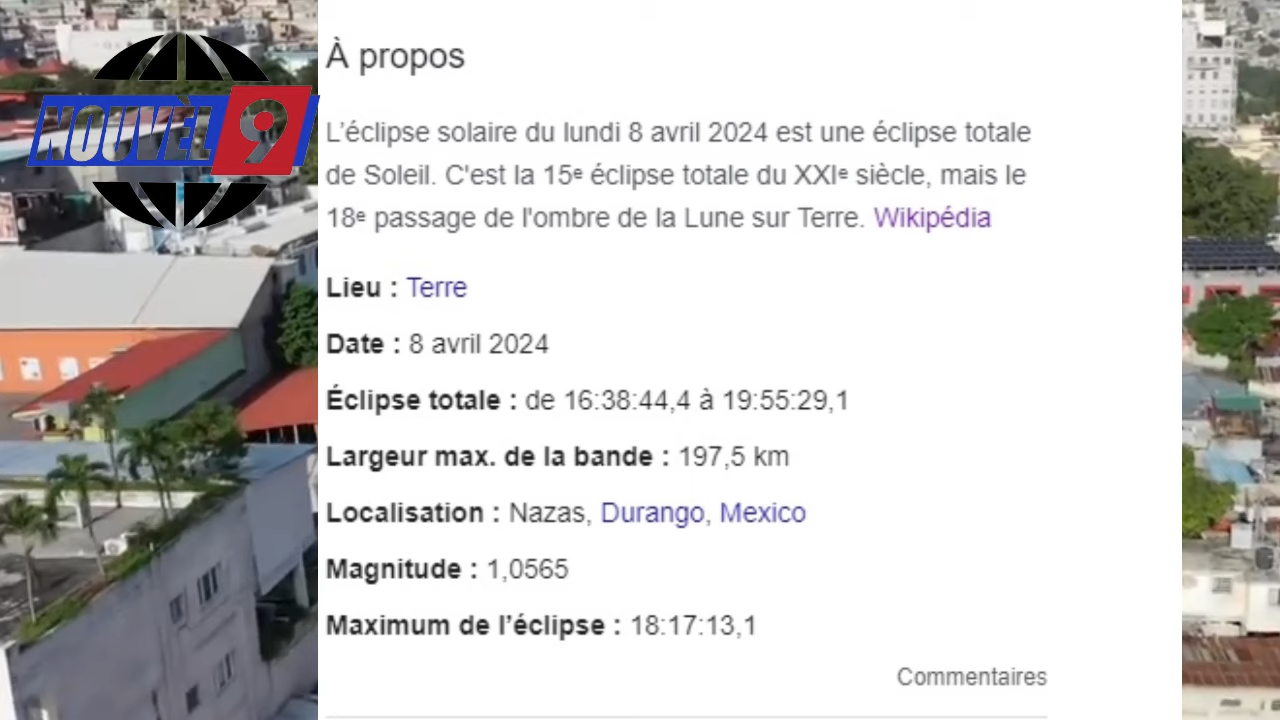 NOUVÈL 9
À propos
L'éclipse solaire du lundi 8 avril 2024 est une éclipse totale
de Soleil. C'est la 15e éclipse totale du XXIe siècle, mais le
18e passage de l'ombre de la Lune sur Terre. Wikipédia
Lieu : Terre
Date : 8 avril 2024
Éclipse totale : de 16:38:44,4 à 19:55:29,1
Largeur max. de la bande : 197,5 km
Localisation : Nazas, Durango, Mexico
Magnitude : 1,0565
Maximum de l'éclipse : 18:17:13,1
Commentaires